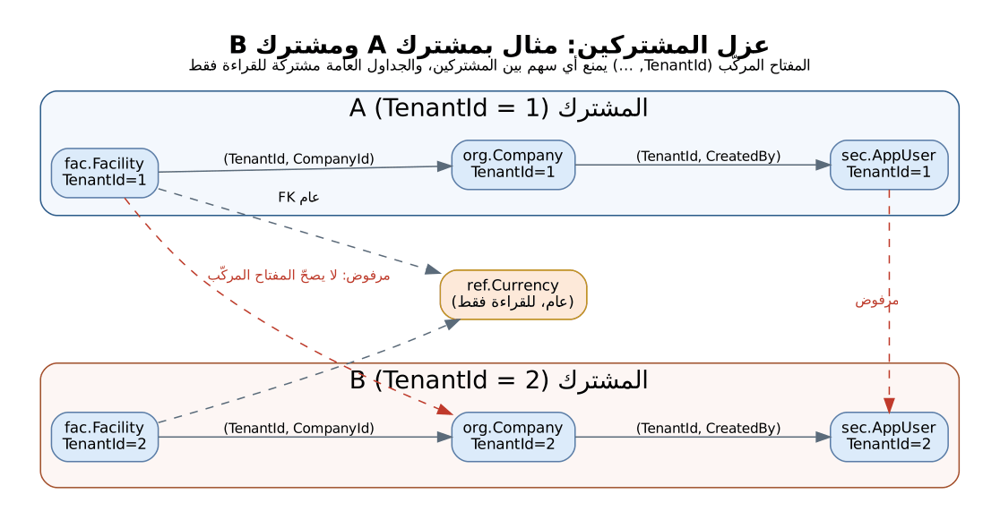 عزل المشتركين: مثال بمشترك A ومشترك B
المفتاح المركّب (TenantId, …) يمنع أي سهم بين المشتركين، والجداول العامة مشتركة للقراءة فقط
المشترك A (TenantId = 1)
fac.Facility
TenantId=1
(TenantId, CompanyId)
org.Company
TenantId=1
(TenantId, CreatedBy)
sec.AppUser
TenantId=1
FK عام
مرفوض: لا يصحّ المفتاح المركّب
ref.Currency
(عام، للقراءة فقط)
مرفوض
المشترك B (TenantId = 2)
fac.Facility
TenantId=2
(TenantId, CompanyId)
org.Company
TenantId=2
(TenantId, CreatedBy)
sec.AppUser
TenantId=2